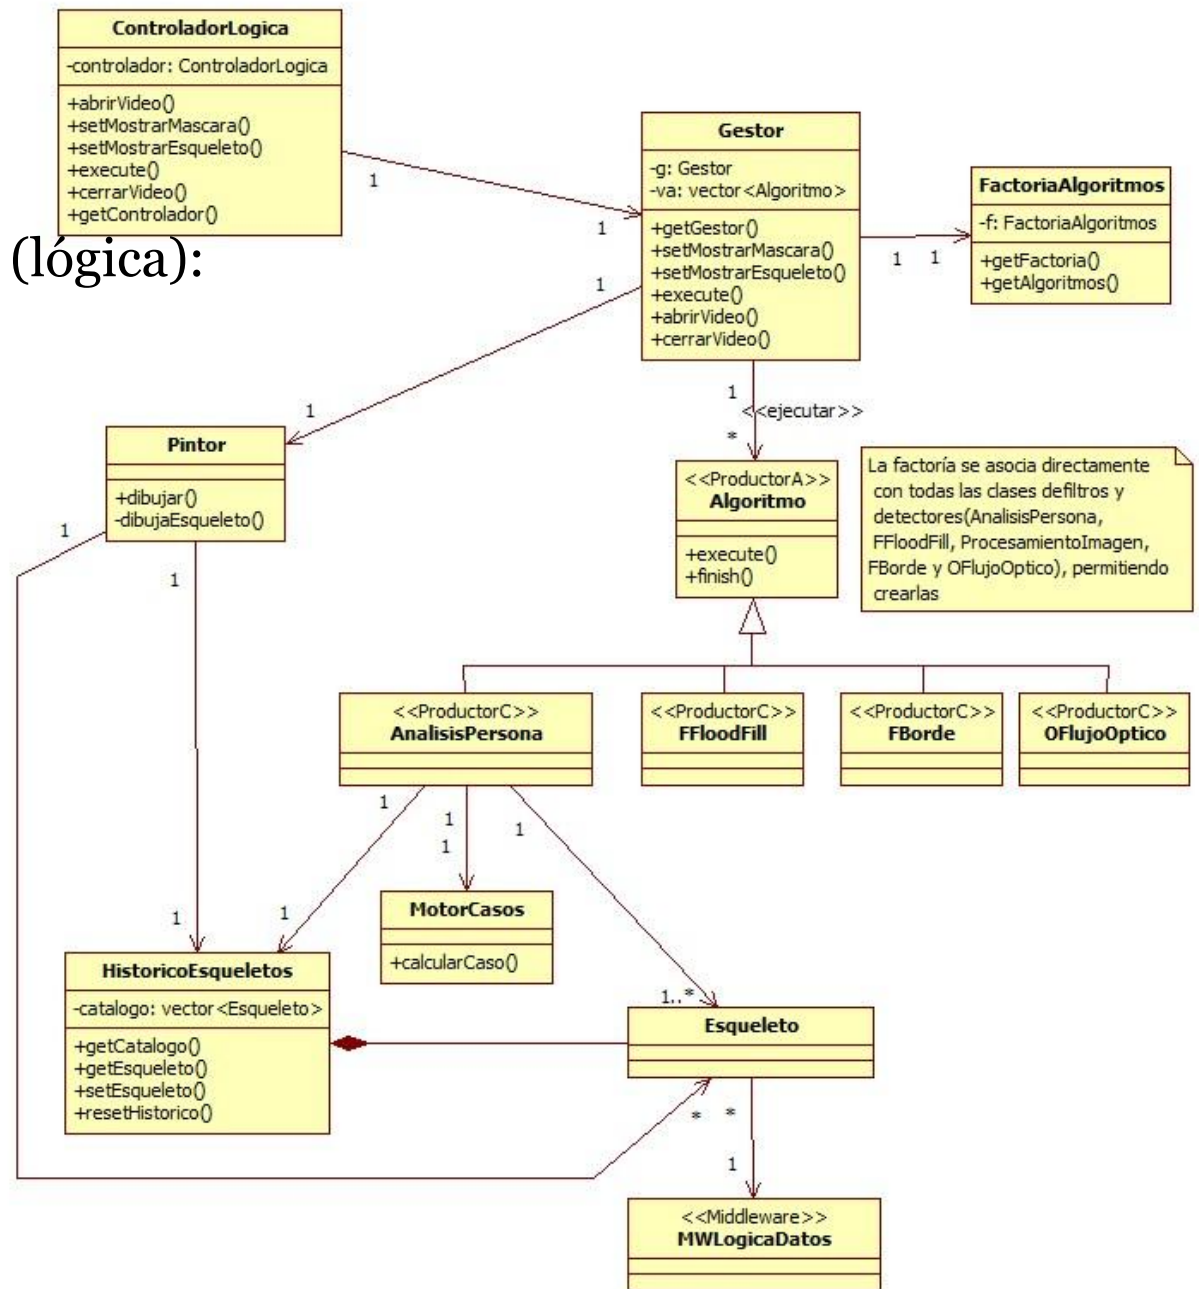 ControladorLogica
-controlador: ControladorLogica
+abrirVideo()
+setMostrarMascara()
+setMostrarEsqueleto()
+execute()
+cerrarVideo()
+getControlador()
(lógica):
1
1
Gestor
-g: Gestor
-va: vector<Algoritmo>
+getGestor()
+setMostrarMascara()
+setMostrarEsqueleto()
+execute()
+abrirVideo()
+cerrarVideo()
1
1
FactoriaAlgoritmos
-f: FactoriaAlgoritmos
+getFactoria()
+getAlgoritmos()
1
1
1
<<ejecutar>>
*
Pintor
+dibujar()
-dibujaEsqueleto()
1
1
<<ProductorA>>
Algoritmo
+execute()
+finish()
La factoría se asocia directamente
con todas las clases defiltros y
detectores(AnalisisPersona,
FFloodFill, ProcesamientoImagen,
FBorde y OFlujoOptico), permitiendo
crearlas
<<ProductorC>>
AnalisisPersona
<<ProductorC>>
FFloodFill
<<ProductorC>>
FBorde
<<ProductorC>>
OFlujoOptico
1
1
1
1
1
1
MotorCasos
+calcularCaso()
HistoricoEsqueletos
-catalogo: vector<Esqueleto>
+getCatalogo()
+getEsqueleto()
+setEsqueleto()
+resetHistorico()
1..*
Esqueleto
*
*
1
<<Middleware>>
MWLogicaDatos